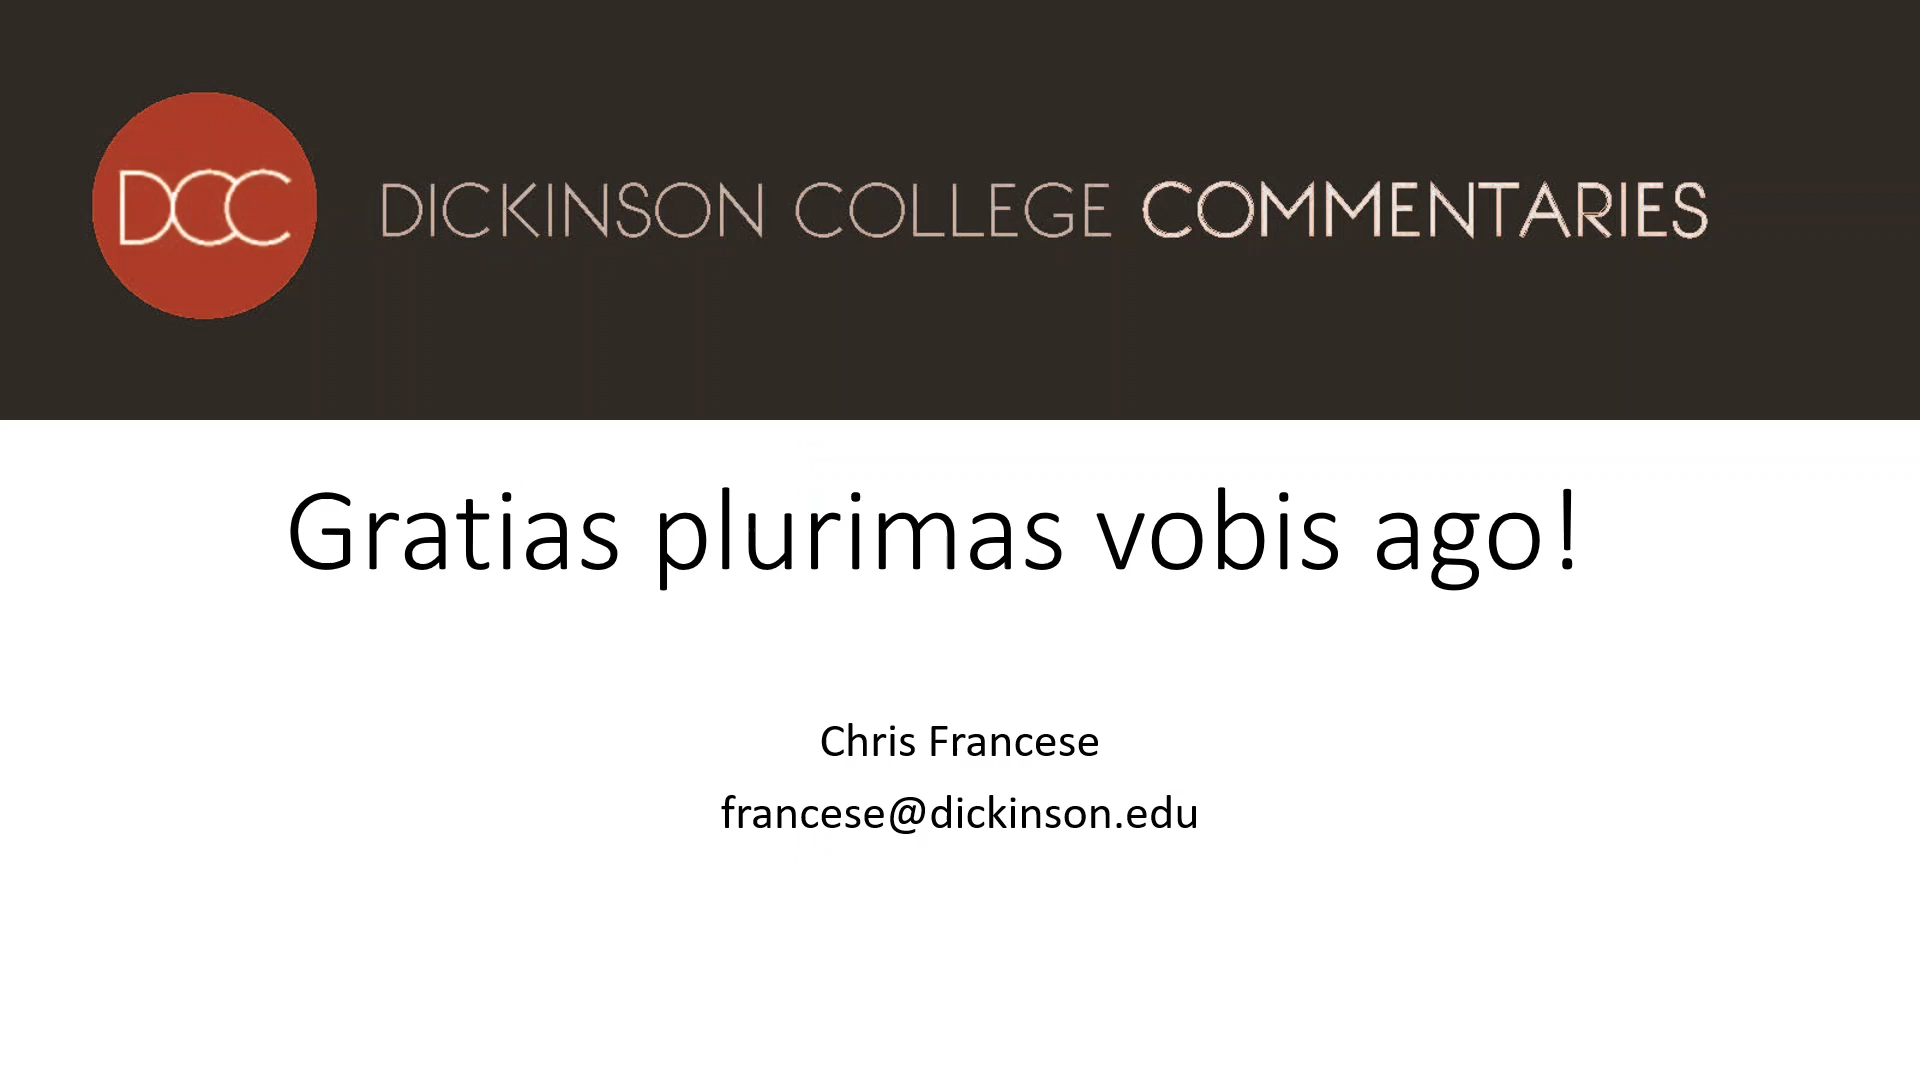 DCC
DICKINSON COLLEGE COMMENTARIES
Gratias plurimas vobis ago!
Chris Francese
francese@dickinson.edu